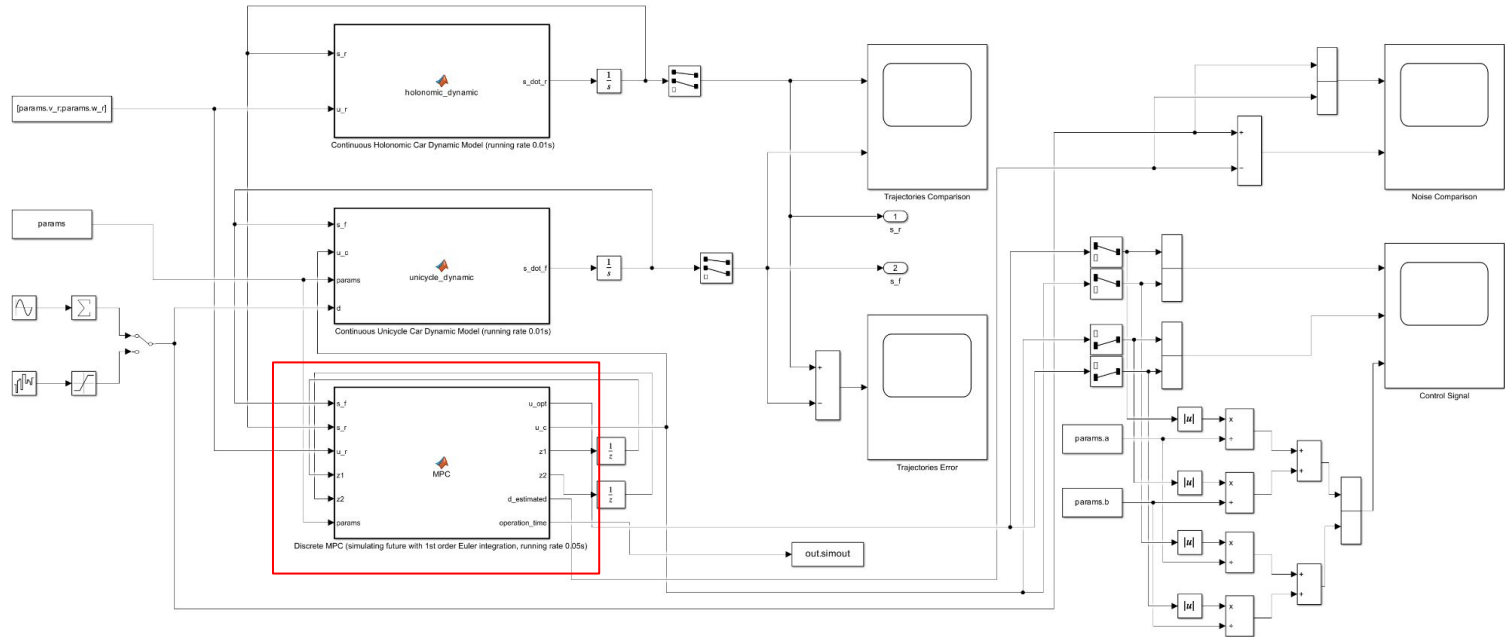 s_r
u_r
holonomic_dynamic
s_dot_r
1
s
Continuous Holonomic Car Dynamic Model (running rate 0.01s)
[params.v_r;params.w_r]
Trajectories Comparison
+
−
Noise Comparison
params
s_f
u_c
params
d
unicycle_dynamic
s_dot_f
1
s
Continuous Unicycle Car Dynamic Model (running rate 0.01s)
1
s_r
2
s_f
Σ
+
−
Trajectories Error
Control Signal
s_f
s_r
u_r
z1
z2
params
MPC
u_opt
u_c
z1
z2
d_estimated
operation_time
1
z
1
z
Discrete MPC (simulating future with 1st order Euler integration, running rate 0.05s)
out.simout
params.a
params.b
|u|
×
÷
|u|
×
÷
+
+
|u|
×
÷
|u|
×
÷
+
+